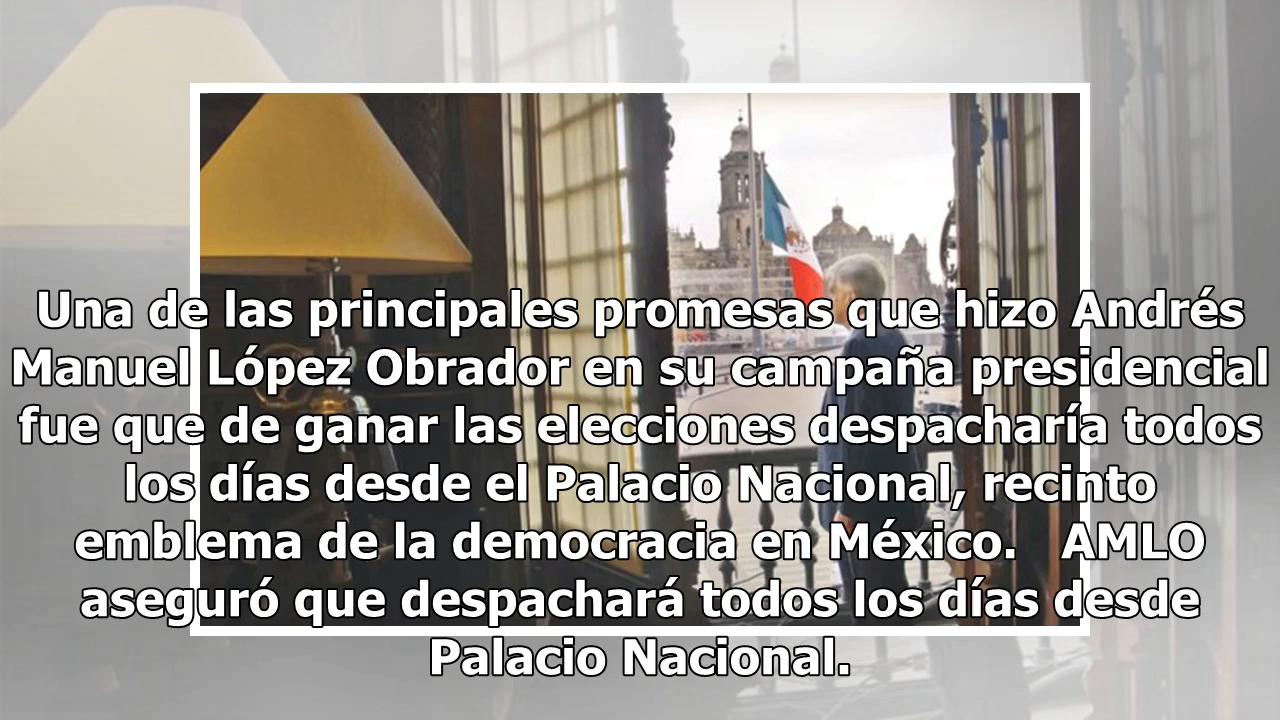 Una de las principales promesas que hizo Andrés
Manuel López Obrador en su campaña presidencial
fue que de ganar las elecciones despacharía todos
los días desde el Palacio Nacional, recinto
emblema de la democracia en México.   AMLO
aseguró que despachará todos los días desde
Palacio Nacional.